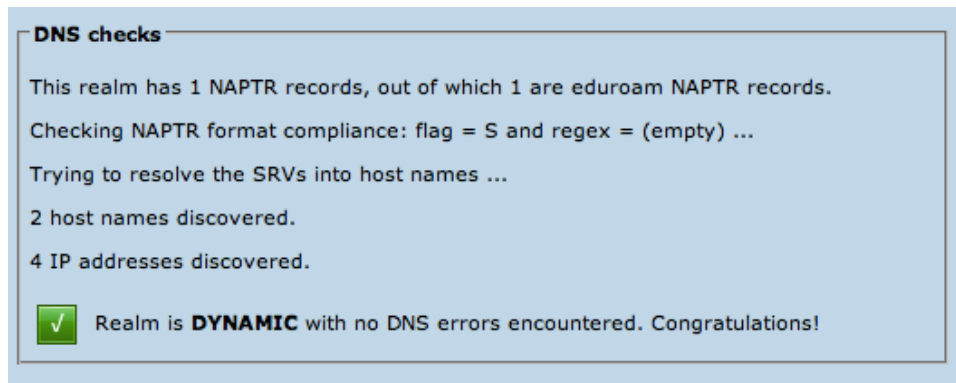 DNS checks
This realm has 1 NAPTR records, out of which 1 are eduroam NAPTR records.
Checking NAPTR format compliance: flag = S and regex = (empty) ...
Trying to resolve the SRVs into host names ...
2 host names discovered.
4 IP addresses discovered.
√ Realm is DYNAMIC with no DNS errors encountered. Congratulations!